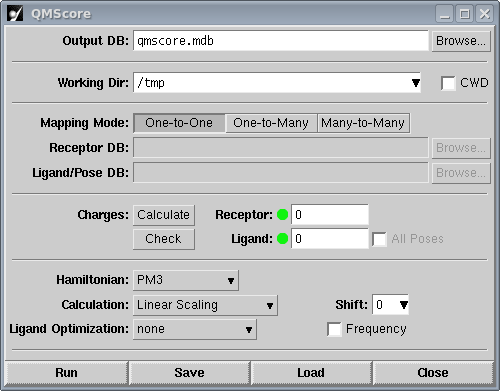 QMScore
Output DB: qmscore.mdb Browse...
Working Dir: /tmp CWD
Mapping Mode: One-to-One One-to-Many Many-to-Many
Receptor DB: Browse...
Ligand/Pose DB: Browse...
Charges: Calculate Receptor: 0
Check Ligand: 0 All Poses
Hamiltonian: PM3
Calculation: Linear Scaling Shift: 0
Ligand Optimization: none Frequency
Run Save Load Close